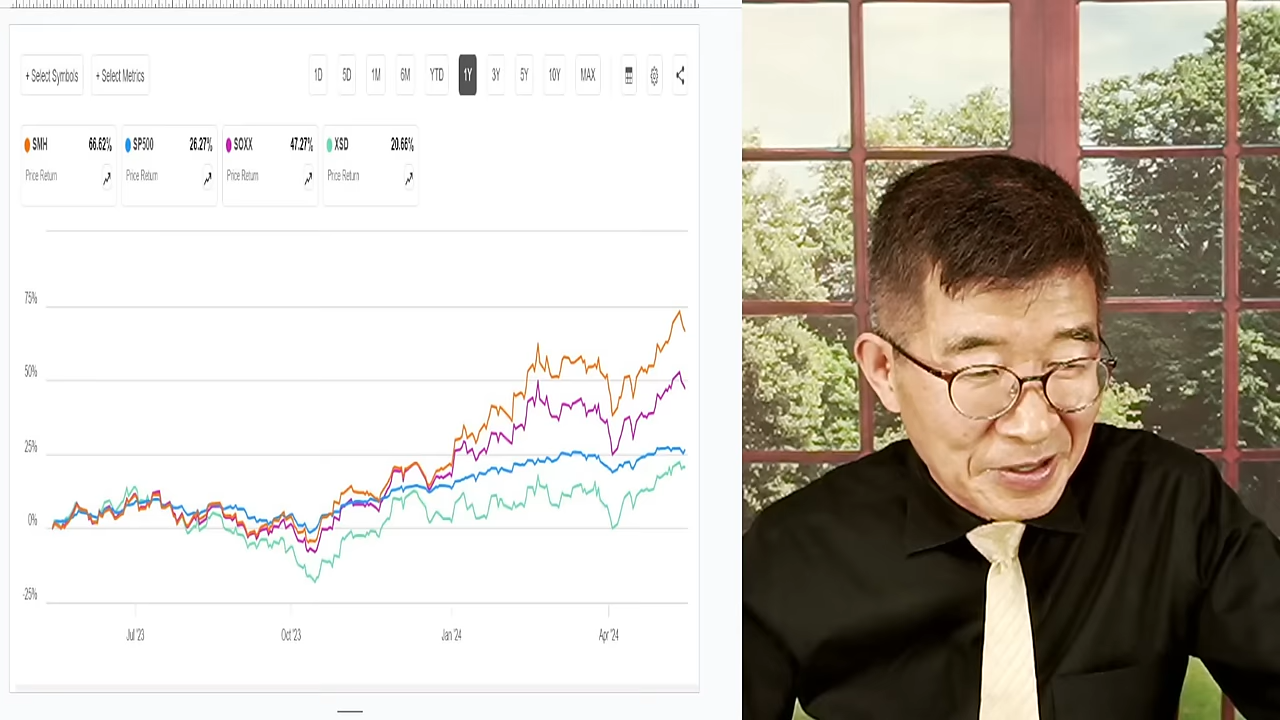 + Select Symbols + Select Metrics 1D 5D 1M 6M YTD 1Y 3Y 5Y 10Y MAX
SMH 66.62% SP500 26.27% SOXX 47.27% XSD 20.66%
Price Return Price Return Price Return Price Return
75%
50%
25%
0%
-25%
Jul '23 Oct '23 Jan '24 Apr '24